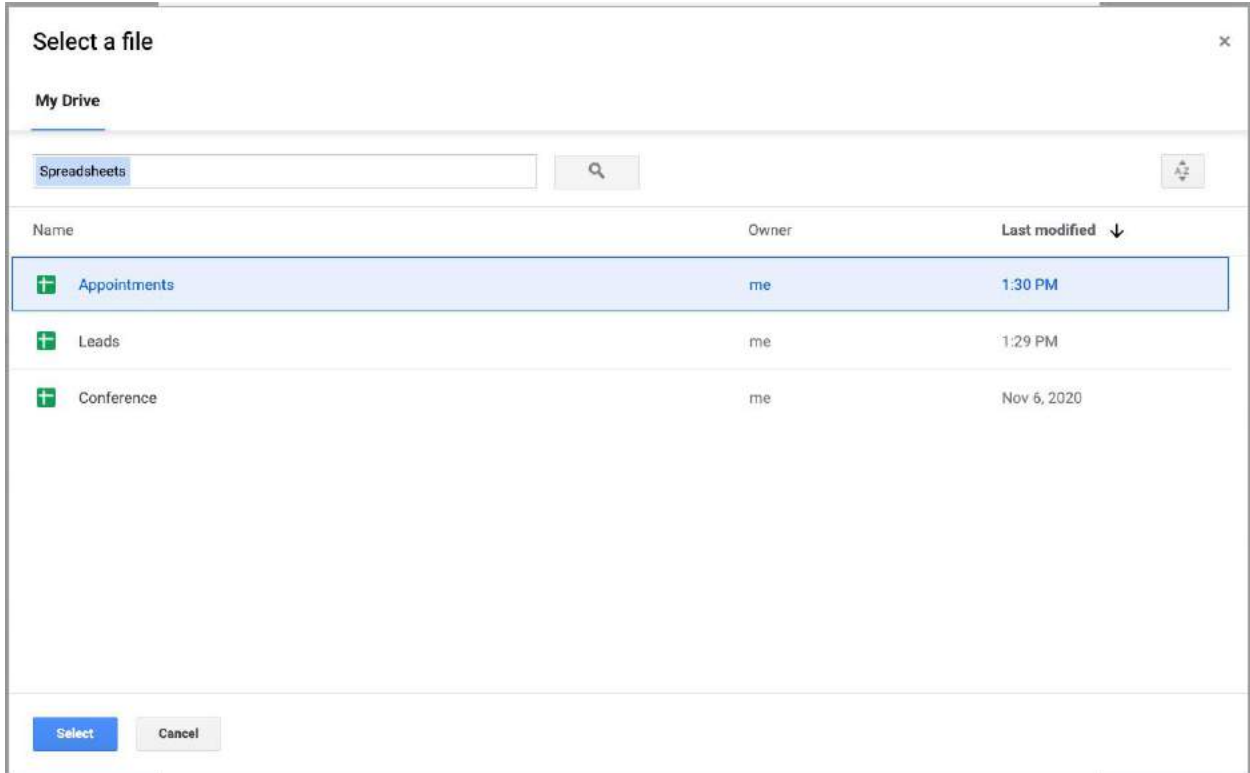 Select a file
My Drive
Spreadsheets
AZ
Name Owner Last modified
Appointments me 1:30 PM
Leads me 1:29 PM
Conference me Nov 6, 2020
Select Cancel